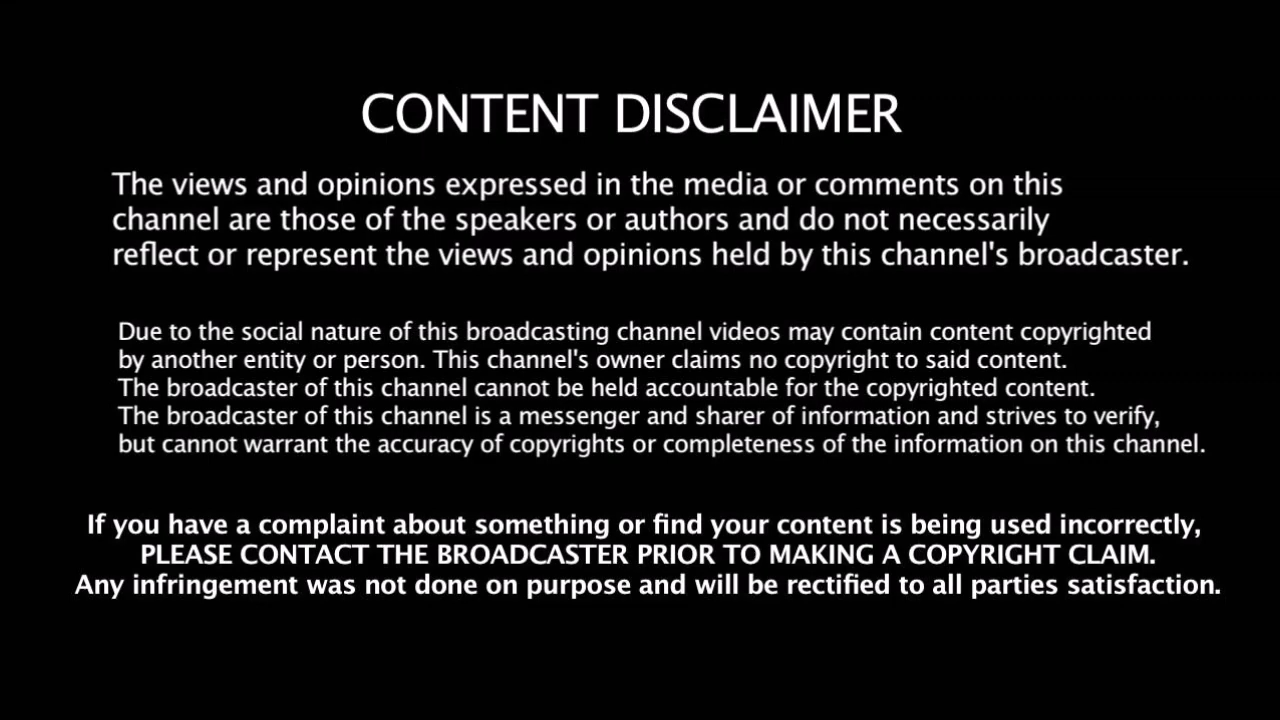 CONTENT DISCLAIMER
The views and opinions expressed in the media or comments on this
channel are those of the speakers or authors and do not necessarily
reflect or represent the views and opinions held by this channel's broadcaster.
Due to the social nature of this broadcasting channel videos may contain content copyrighted
by another entity or person. This channel's owner claims no copyright to said content.
The broadcaster of this channel cannot be held accountable for the copyrighted content.
The broadcaster of this channel is a messenger and sharer of information and strives to verify,
but cannot warrant the accuracy of copyrights or completeness of the information on this channel.
If you have a complaint about something or find your content is being used incorrectly,
PLEASE CONTACT THE BROADCASTER PRIOR TO MAKING A COPYRIGHT CLAIM.
Any infringement was not done on purpose and will be rectified to all parties satisfaction.